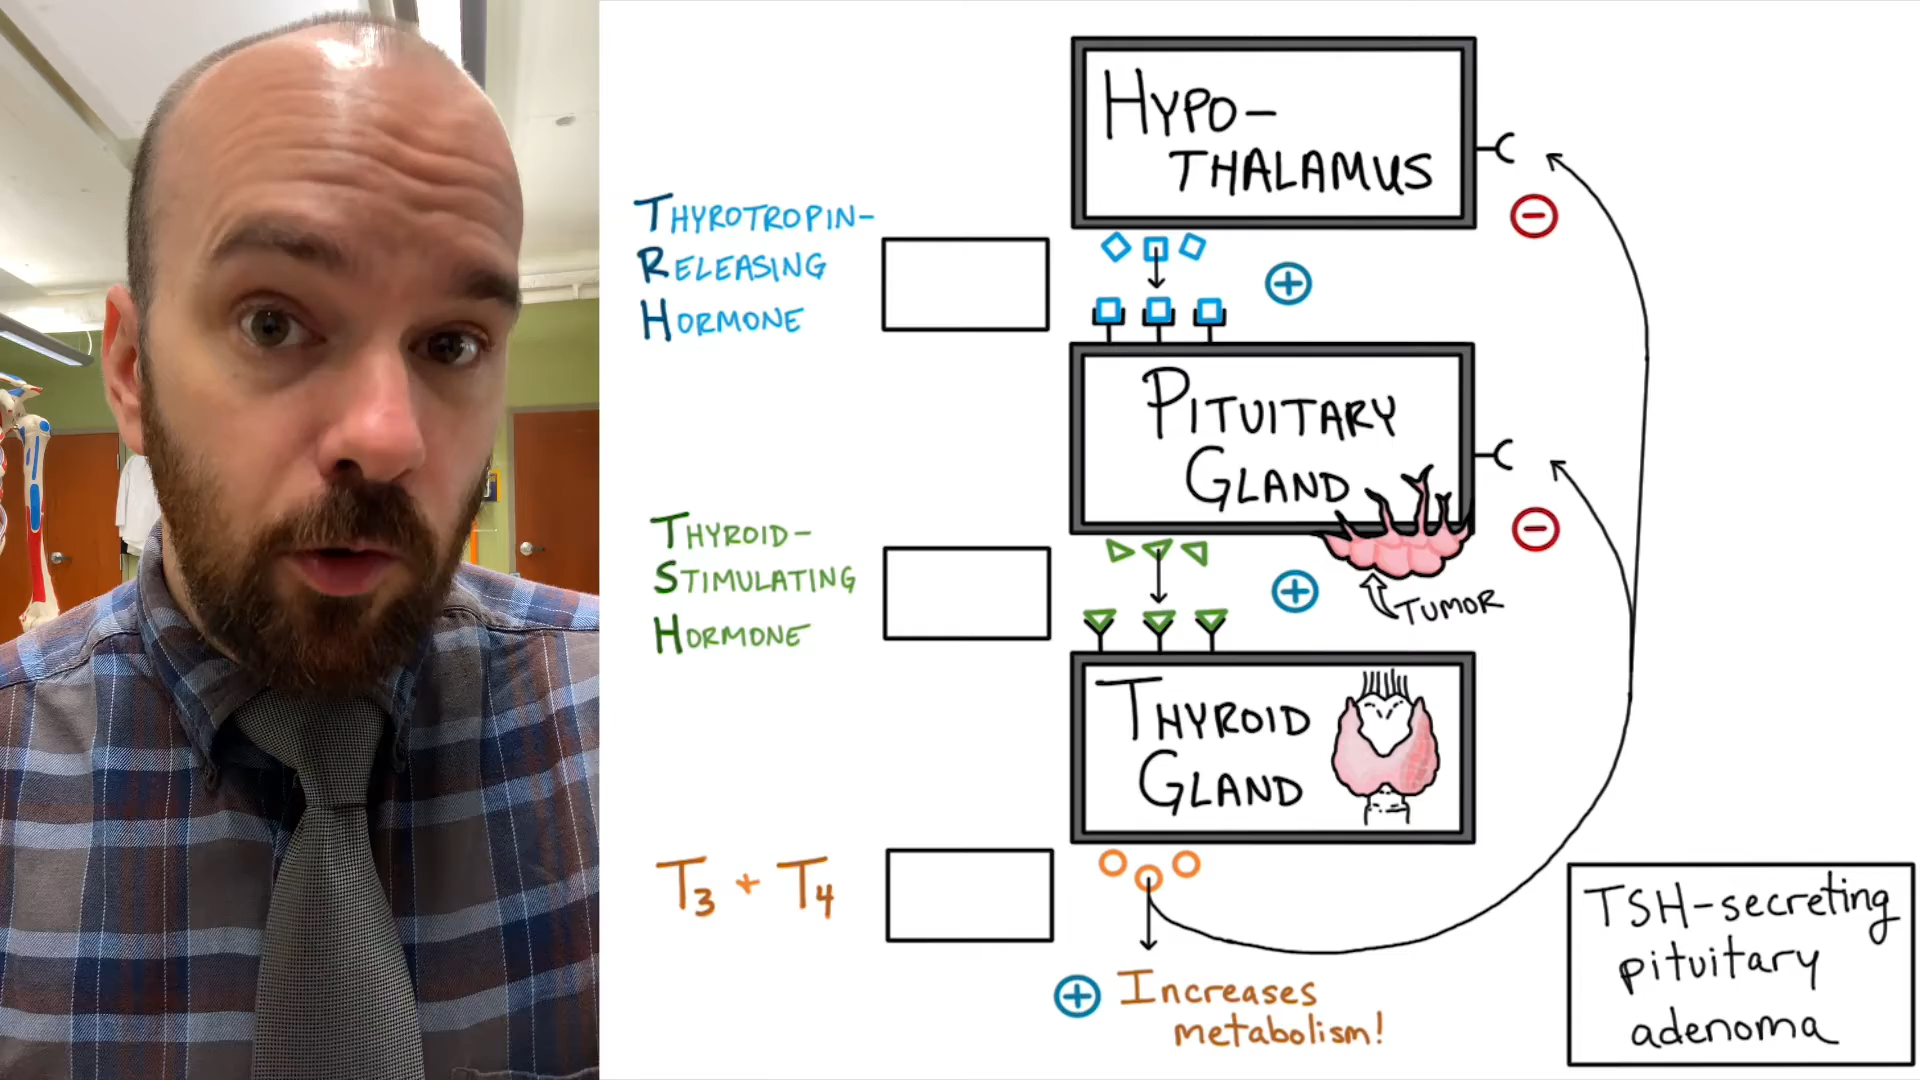 HYPO-
THALAMUS
THYROTROPIN-
RELEASING
HORMONE
PITUITARY
GLAND
THYROID-
STIMULATING
HORMONE
TUMOR
THYROID
GLAND
T3 + T4
Increases
metabolism!
TSH-secreting
pituitary
adenoma